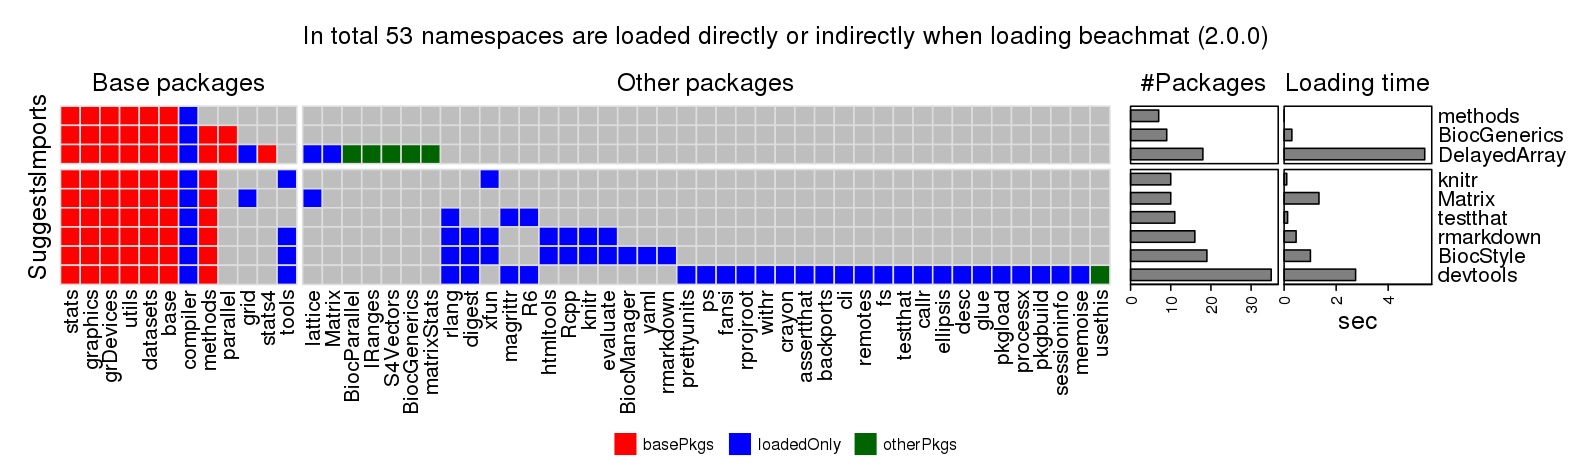 In total 53 namespaces are loaded directly or indirectly when loading beachmat (2.0.0)
Base packages
Other packages
#Packages
Loading time
Imports
Suggests
methods
BiocGenerics
DelayedArray
knitr
Matrix
testthat
rmarkdown
BiocStyle
devtools
stats
graphics
grDevices
utils
datasets
base
compiler
methods
parallel
grid
stats4
tools
lattice
Matrix
BiocParallel
IRanges
S4Vectors
BiocGenerics
matrixStats
rlang
digest
xfun
magrittr
R6
htmltools
Rcpp
knitr
evaluate
BiocManager
yaml
rmarkdown
prettyunits
ps
fansi
rprojroot
withr
crayon
assertthat
backports
cli
remotes
fs
testthat
callr
ellipsis
desc
glue
pkgload
processx
pkgbuild
sessioninfo
memoise
usethis
0 10 20 30
0 2 4
sec
basePkgs loadedOnly otherPkgs